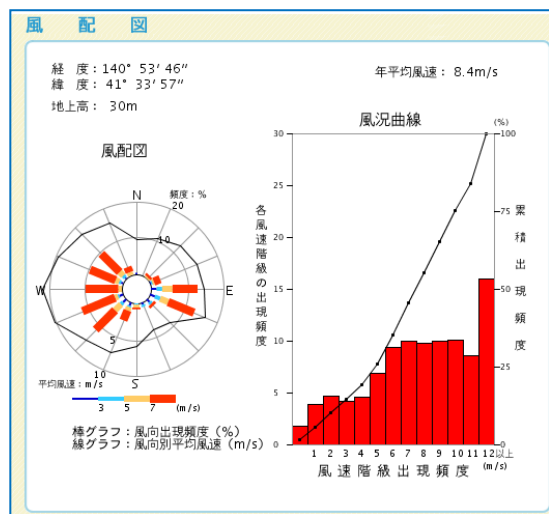 風 配 図
経 度：140° 53′ 46″
緯 度： 41° 33′ 57″
地上高： 30m
年平均風速： 8.4m/s
風配図
N
頻度：%
20
10
W
E
5
10
S
平均風速：m/s
3 5 7 (m/s)
棒グラフ：風向出現頻度（%）
線グラフ：風向別平均風速（m/s）
風況曲線
(%)
30
25
20
15
10
5
0
各風速階級の出現頻度
100
75
50
25
0
累積出現頻度
1 2 3 4 5 6 7 8 9 10 11 12以上
(m/s)
風速階級出現頻度